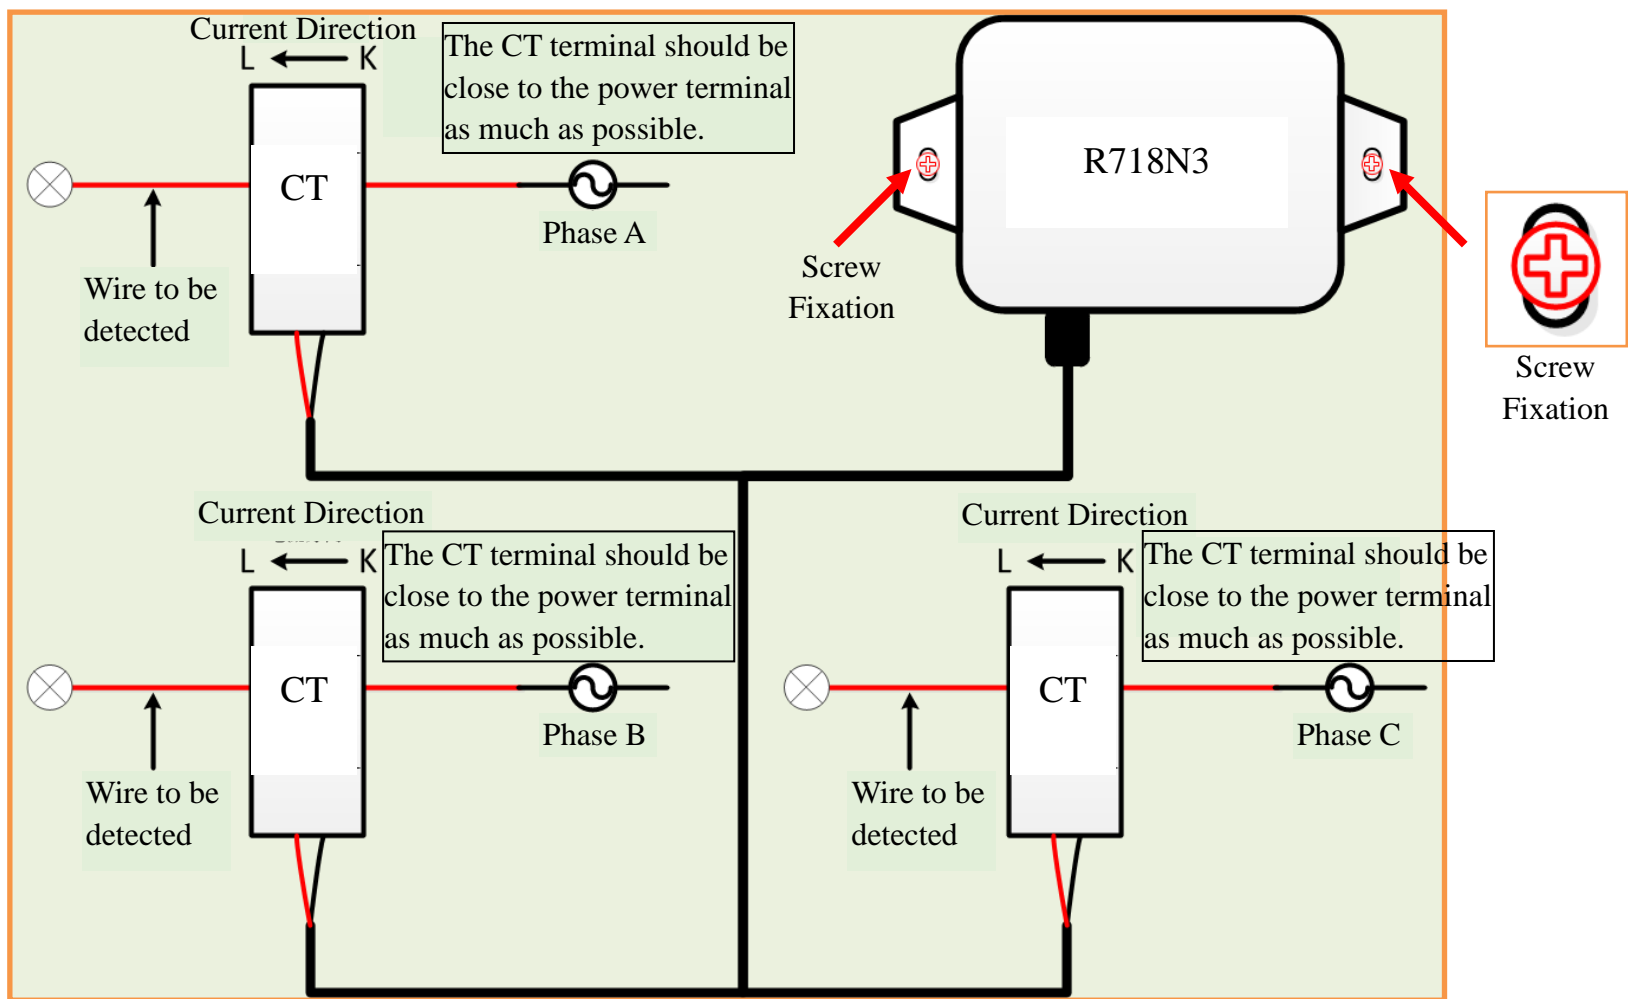 Current Direction
L K
The CT terminal should be
close to the power terminal
as much as possible.
CT
Phase A
Wire to be
detected
R718N3
Screw
Fixation
Screw
Fixation
Current Direction
L K
The CT terminal should be
close to the power terminal
as much as possible.
CT
Phase B
Wire to be
detected
Current Direction
L K
The CT terminal should be
close to the power terminal
as much as possible.
CT
Phase C
Wire to be
detected